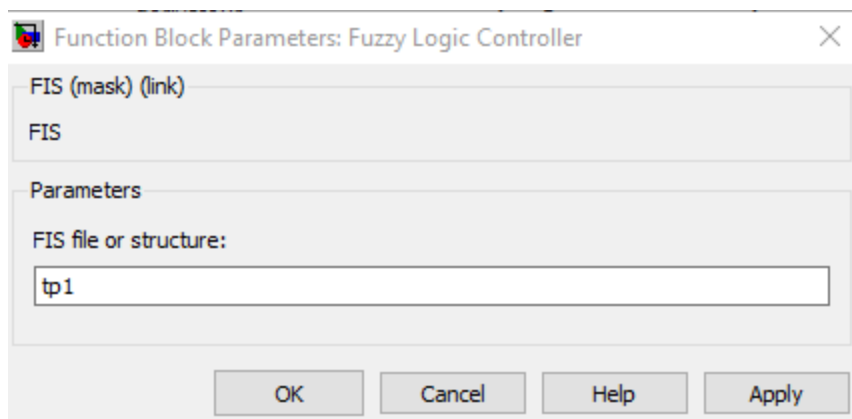 Function Block Parameters: Fuzzy Logic Controller
FIS (mask) (link)
FIS
Parameters
FIS file or structure:
tp1
OK Cancel Help Apply